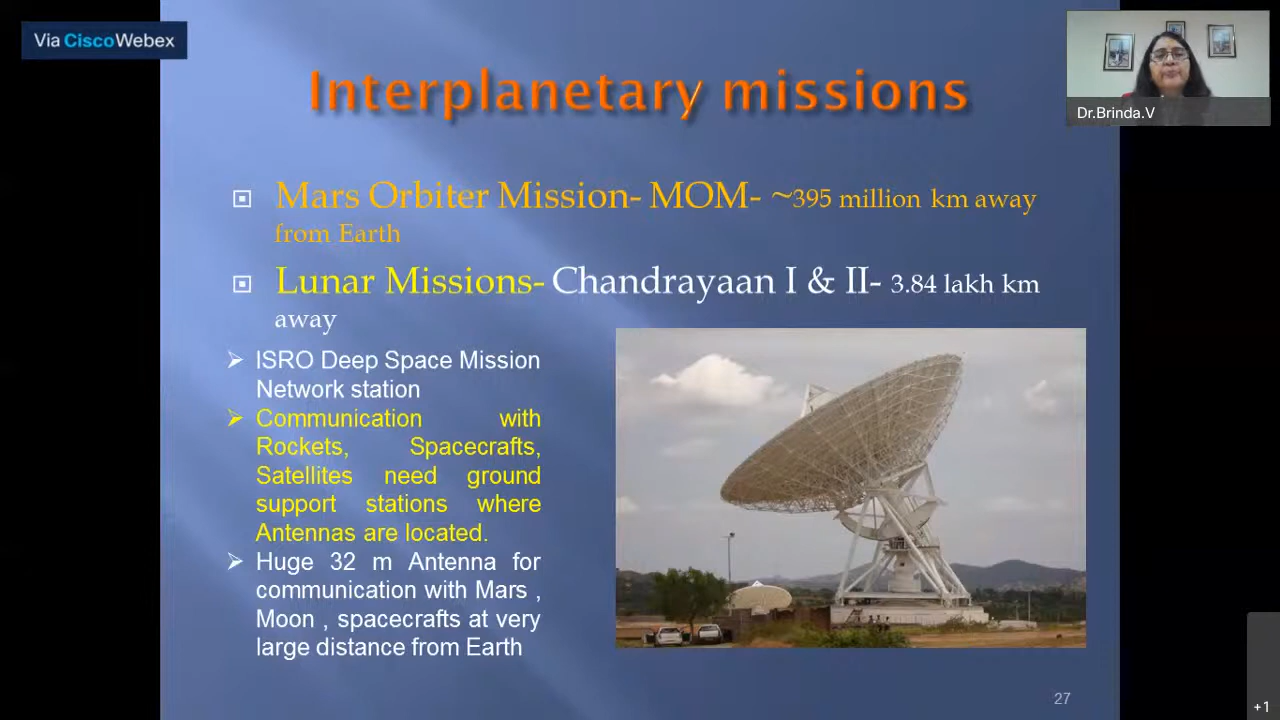 Via CiscoWebex
Dr.Brinda.V
Interplanetary missions
Mars Orbiter Mission- MOM- ~395 million km away
from Earth
Lunar Missions- Chandrayaan I & II- 3.84 lakh km
away
ISRO Deep Space Mission
Network station
Communication with
Rockets, Spacecrafts,
Satellites need ground
support stations where
Antennas are located.
Huge 32 m Antenna for
communication with Mars ,
Moon , spacecrafts at very
large distance from Earth
27
+1